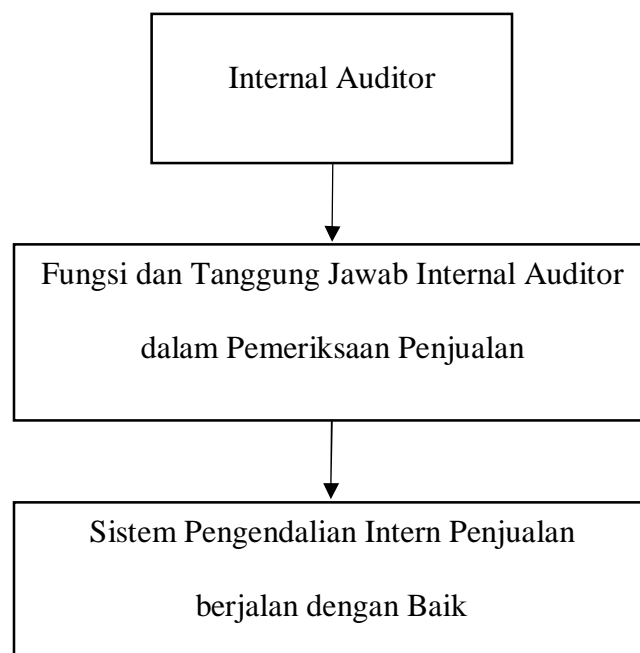 Internal Auditor
Fungsi dan Tanggung Jawab Internal Auditor
dalam Pemeriksaan Penjualan
Sistem Pengendalian Intern Penjualan
berjalan dengan Baik